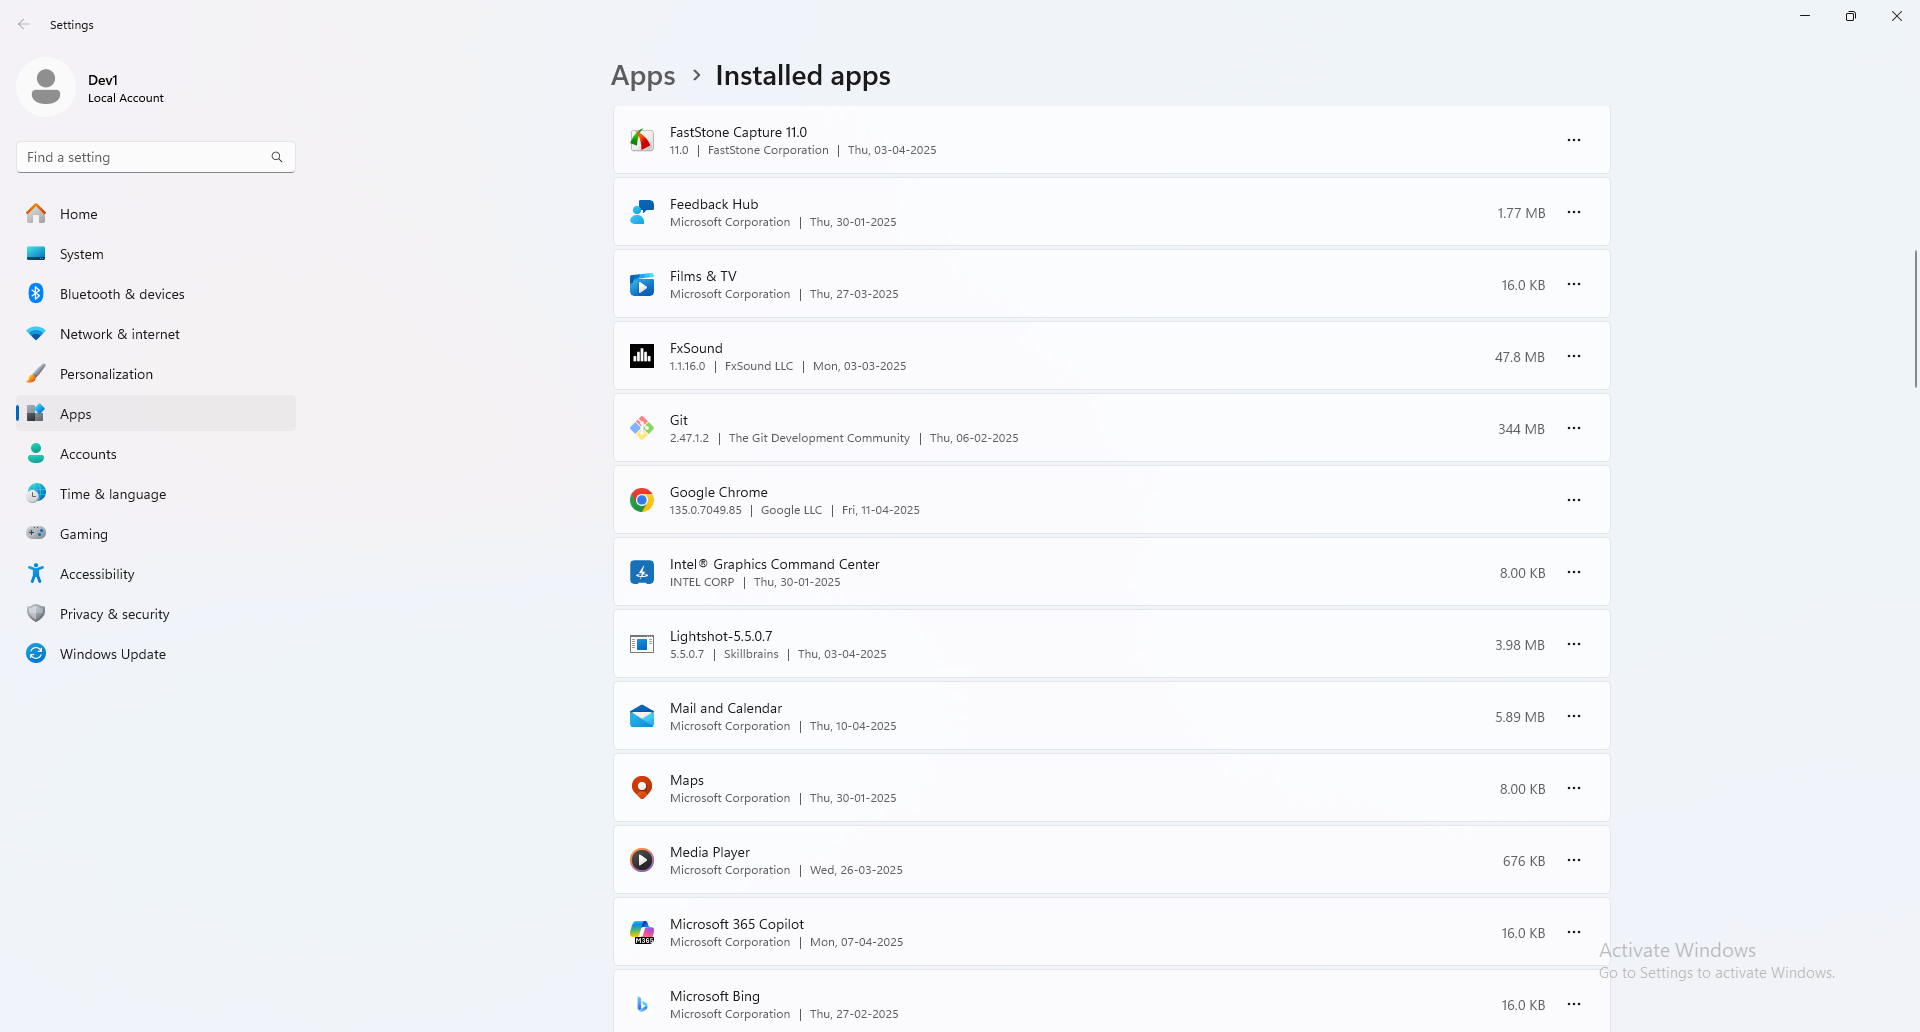 Settings
Dev1
Local Account
Find a setting
Home
System
Bluetooth & devices
Network & internet
Personalization
Apps
Accounts
Time & language
Gaming
Accessibility
Privacy & security
Windows Update
Apps > Installed apps
FastStone Capture 11.0
11.0 | FastStone Corporation | Thu, 03-04-2025
Feedback Hub
Microsoft Corporation | Thu, 30-01-2025
1.77 MB
Films & TV
Microsoft Corporation | Thu, 27-03-2025
16.0 KB
FxSound
1.1.16.0 | FxSound LLC | Mon, 03-03-2025
47.8 MB
Git
2.47.1.2 | The Git Development Community | Thu, 06-02-2025
344 MB
Google Chrome
135.0.7049.85 | Google LLC | Fri, 11-04-2025
Intel® Graphics Command Center
INTEL CORP | Thu, 30-01-2025
8.00 KB
Lightshot-5.5.0.7
5.5.0.7 | Skillbrains | Thu, 03-04-2025
3.98 MB
Mail and Calendar
Microsoft Corporation | Thu, 10-04-2025
5.89 MB
Maps
Microsoft Corporation | Thu, 30-01-2025
8.00 KB
Media Player
Microsoft Corporation | Wed, 26-03-2025
676 KB
M365
Microsoft 365 Copilot
Microsoft Corporation | Mon, 07-04-2025
16.0 KB
Microsoft Bing
Microsoft Corporation | Thu, 27-02-2025
16.0 KB
Activate Windows
Go to Settings to activate Windows.